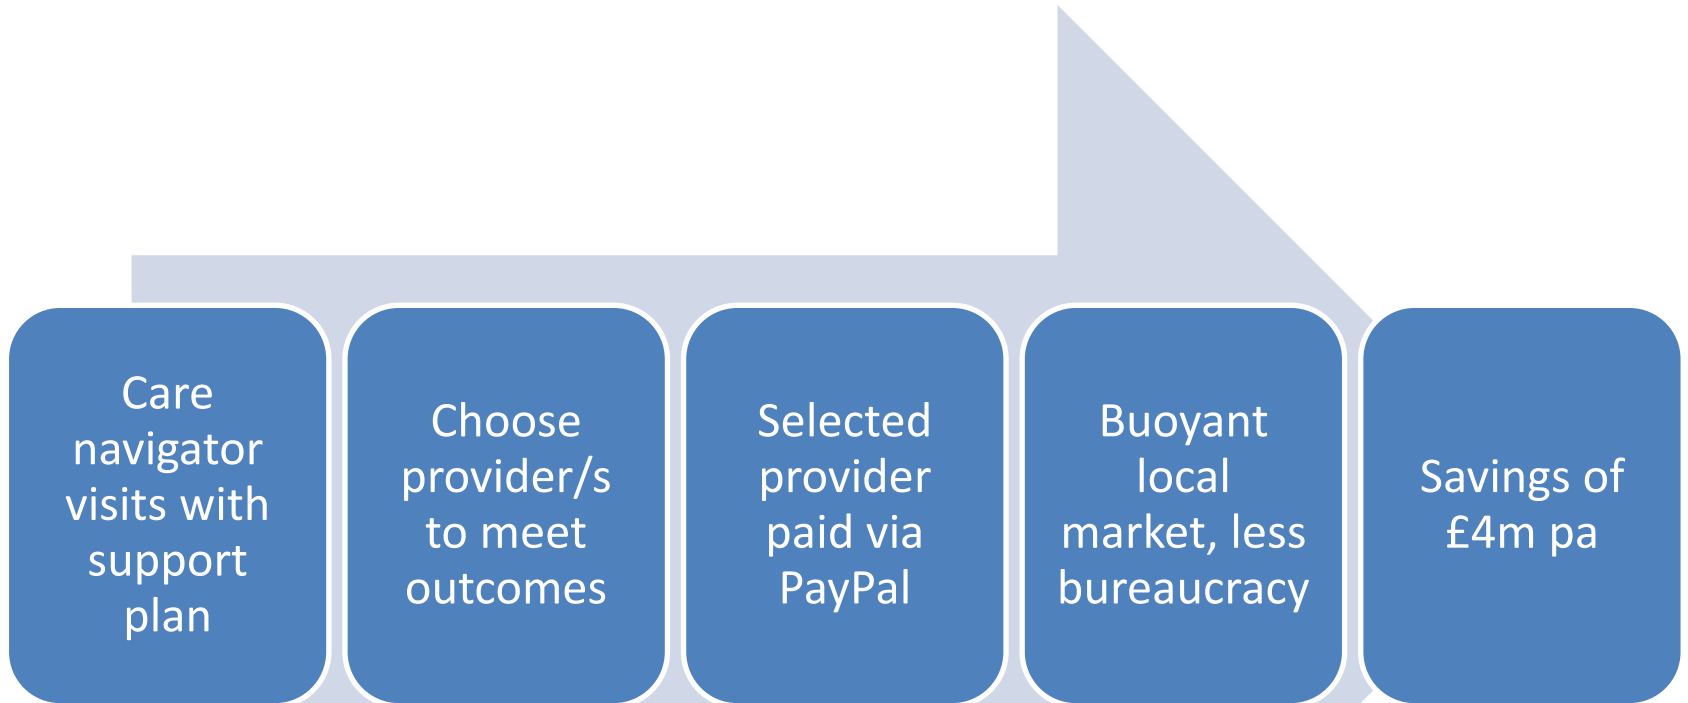 Care
navigator
visits with
support
plan
Choose
provider/s
to meet
outcomes
Selected
provider
paid via
PayPal
Buoyant
local
market, less
bureaucracy
Savings of
£4m pa